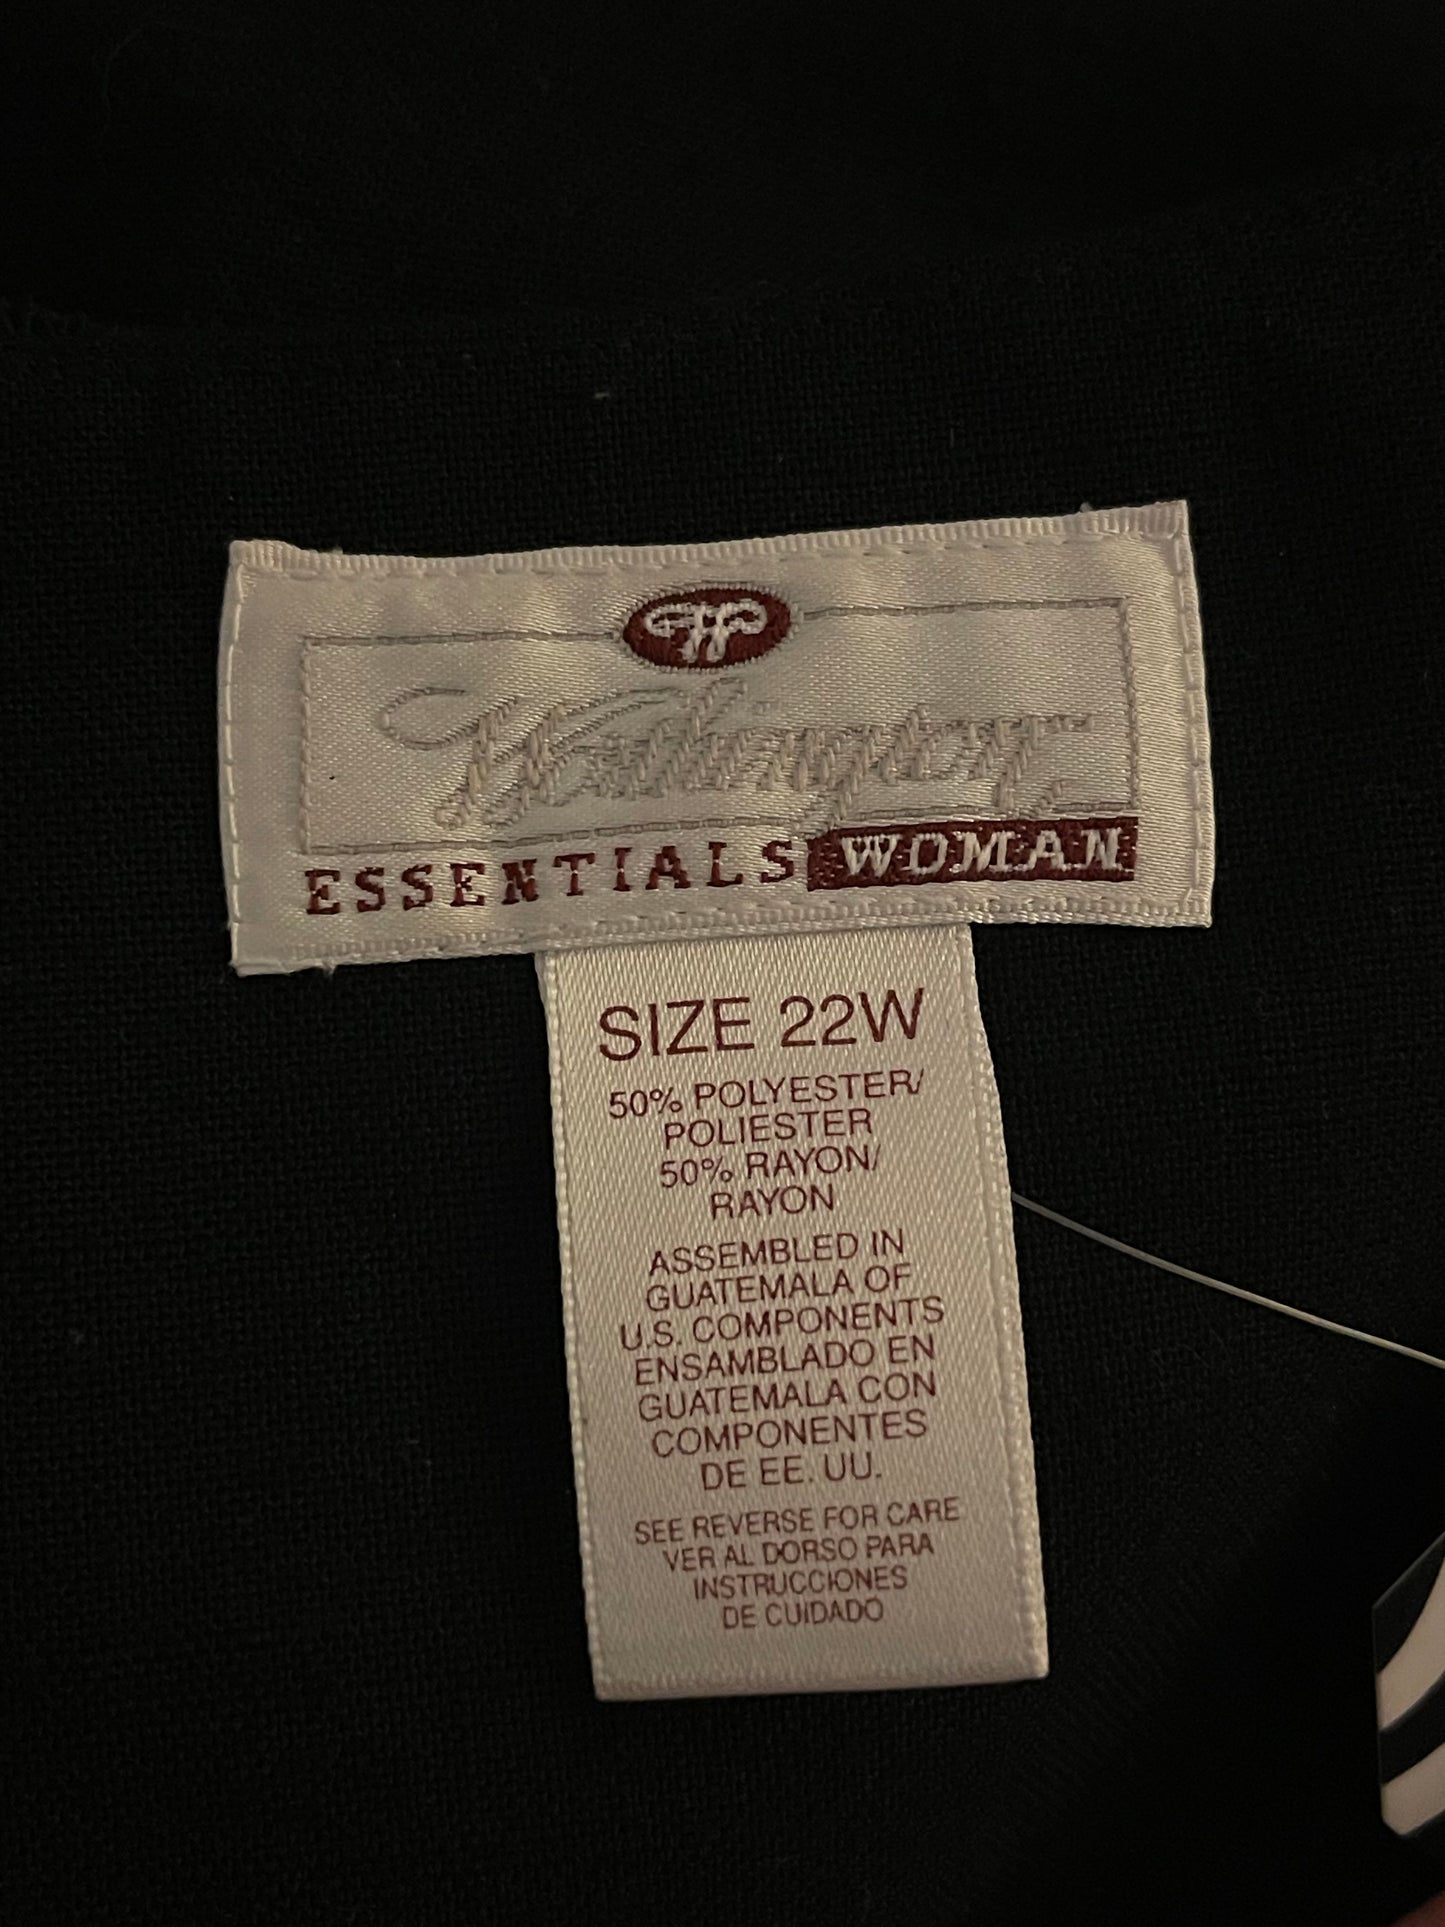 Worthington
ESSENTIALS WOMAN
SIZE 22W
50% POLYESTER/
POLIESTER
50% RAYON/
RAYON
ASSEMBLED IN
GUATEMALA OF
U.S. COMPONENTS
ENSAMBLADO EN
GUATEMALA CON
COMPONENTES
DE EE. UU.
SEE REVERSE FOR CARE
VER AL DORSO PARA
INSTRUCCIONES
DE CUIDADO